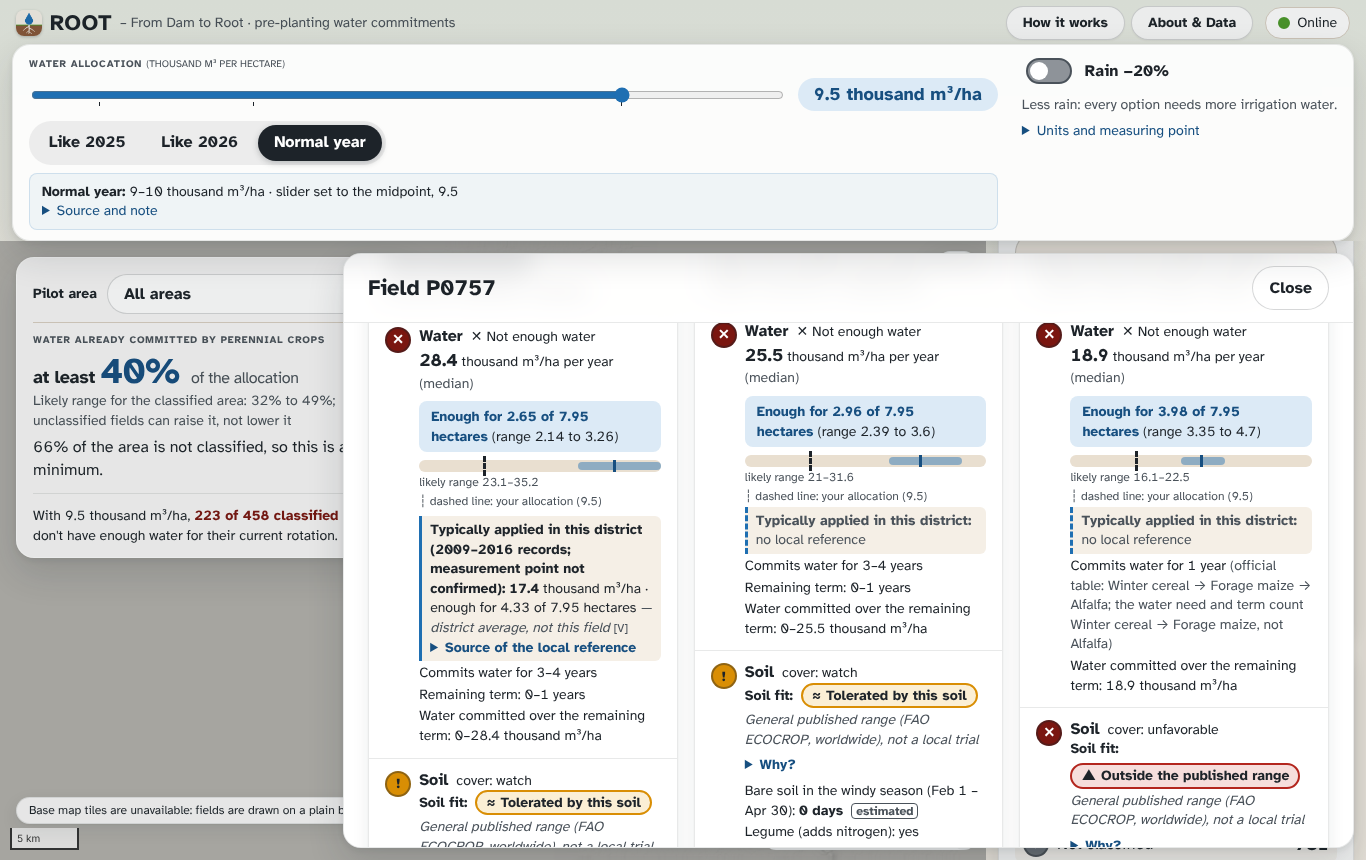 ROOT – From Dam to Root · pre-planting water commitments
How it works
About & Data
Online
WATER ALLOCATION (THOUSAND M³ PER HECTARE)
9.5 thousand m³/ha
Like 2025
Like 2026
Normal year
Normal year: 9–10 thousand m³/ha · slider set to the midpoint, 9.5
▶ Source and note
Rain −20%
Less rain: every option needs more irrigation water.
▶ Units and measuring point
Pilot area
All areas
WATER ALREADY COMMITTED BY PERENNIAL CROPS
at least 40% of the allocation
Likely range for the classified area: 32% to 49%;
unclassified fields can raise it, not lower it
66% of the area is not classified, so this is a
minimum.
With 9.5 thousand m³/ha, 223 of 458 classified
don't have enough water for their current rotation.
Base map tiles are unavailable: fields are drawn on a plain b
5 km
Field P0757
Close
Water ✕ Not enough water
28.4 thousand m³/ha per year
(median)
Enough for 2.65 of 7.95
hectares (range 2.14 to 3.26)
likely range 23.1–35.2
┆ dashed line: your allocation (9.5)
Typically applied in this district
(2009–2016 records;
measurement point not
confirmed): 17.4 thousand m³/ha ·
enough for 4.33 of 7.95 hectares —
district average, not this field [V]
▶ Source of the local reference
Commits water for 3–4 years
Remaining term: 0–1 years
Water committed over the remaining
term: 0–28.4 thousand m³/ha
Soil cover: watch
Soil fit: ≈ Tolerated by this soil
General published range (FAO
ECOCROP, worldwide), not a local trial
Water ✕ Not enough water
25.5 thousand m³/ha per year
(median)
Enough for 2.96 of 7.95
hectares (range 2.39 to 3.6)
likely range 21–31.6
┆ dashed line: your allocation (9.5)
Typically applied in this district:
no local reference
Commits water for 3–4 years
Remaining term: 0–1 years
Water committed over the remaining
term: 0–25.5 thousand m³/ha
Soil cover: watch
Soil fit: ≈ Tolerated by this soil
General published range (FAO
ECOCROP, worldwide), not a local trial
▶ Why?
Bare soil in the windy season (Feb 1 –
Apr 30): 0 days estimated
Legume (adds nitrogen): yes
Water ✕ Not enough water
18.9 thousand m³/ha per year
(median)
Enough for 3.98 of 7.95
hectares (range 3.35 to 4.7)
likely range 16.1–22.5
┆ dashed line: your allocation (9.5)
Typically applied in this district:
no local reference
Commits water for 1 year (official
table: Winter cereal → Forage maize →
Alfalfa; the water need and term count
Winter cereal → Forage maize, not
Alfalfa)
Water committed over the remaining
term: 18.9 thousand m³/ha
Soil cover: unfavorable
Soil fit:
▲ Outside the published range
General published range (FAO
ECOCROP, worldwide), not a local trial
▶ Why?